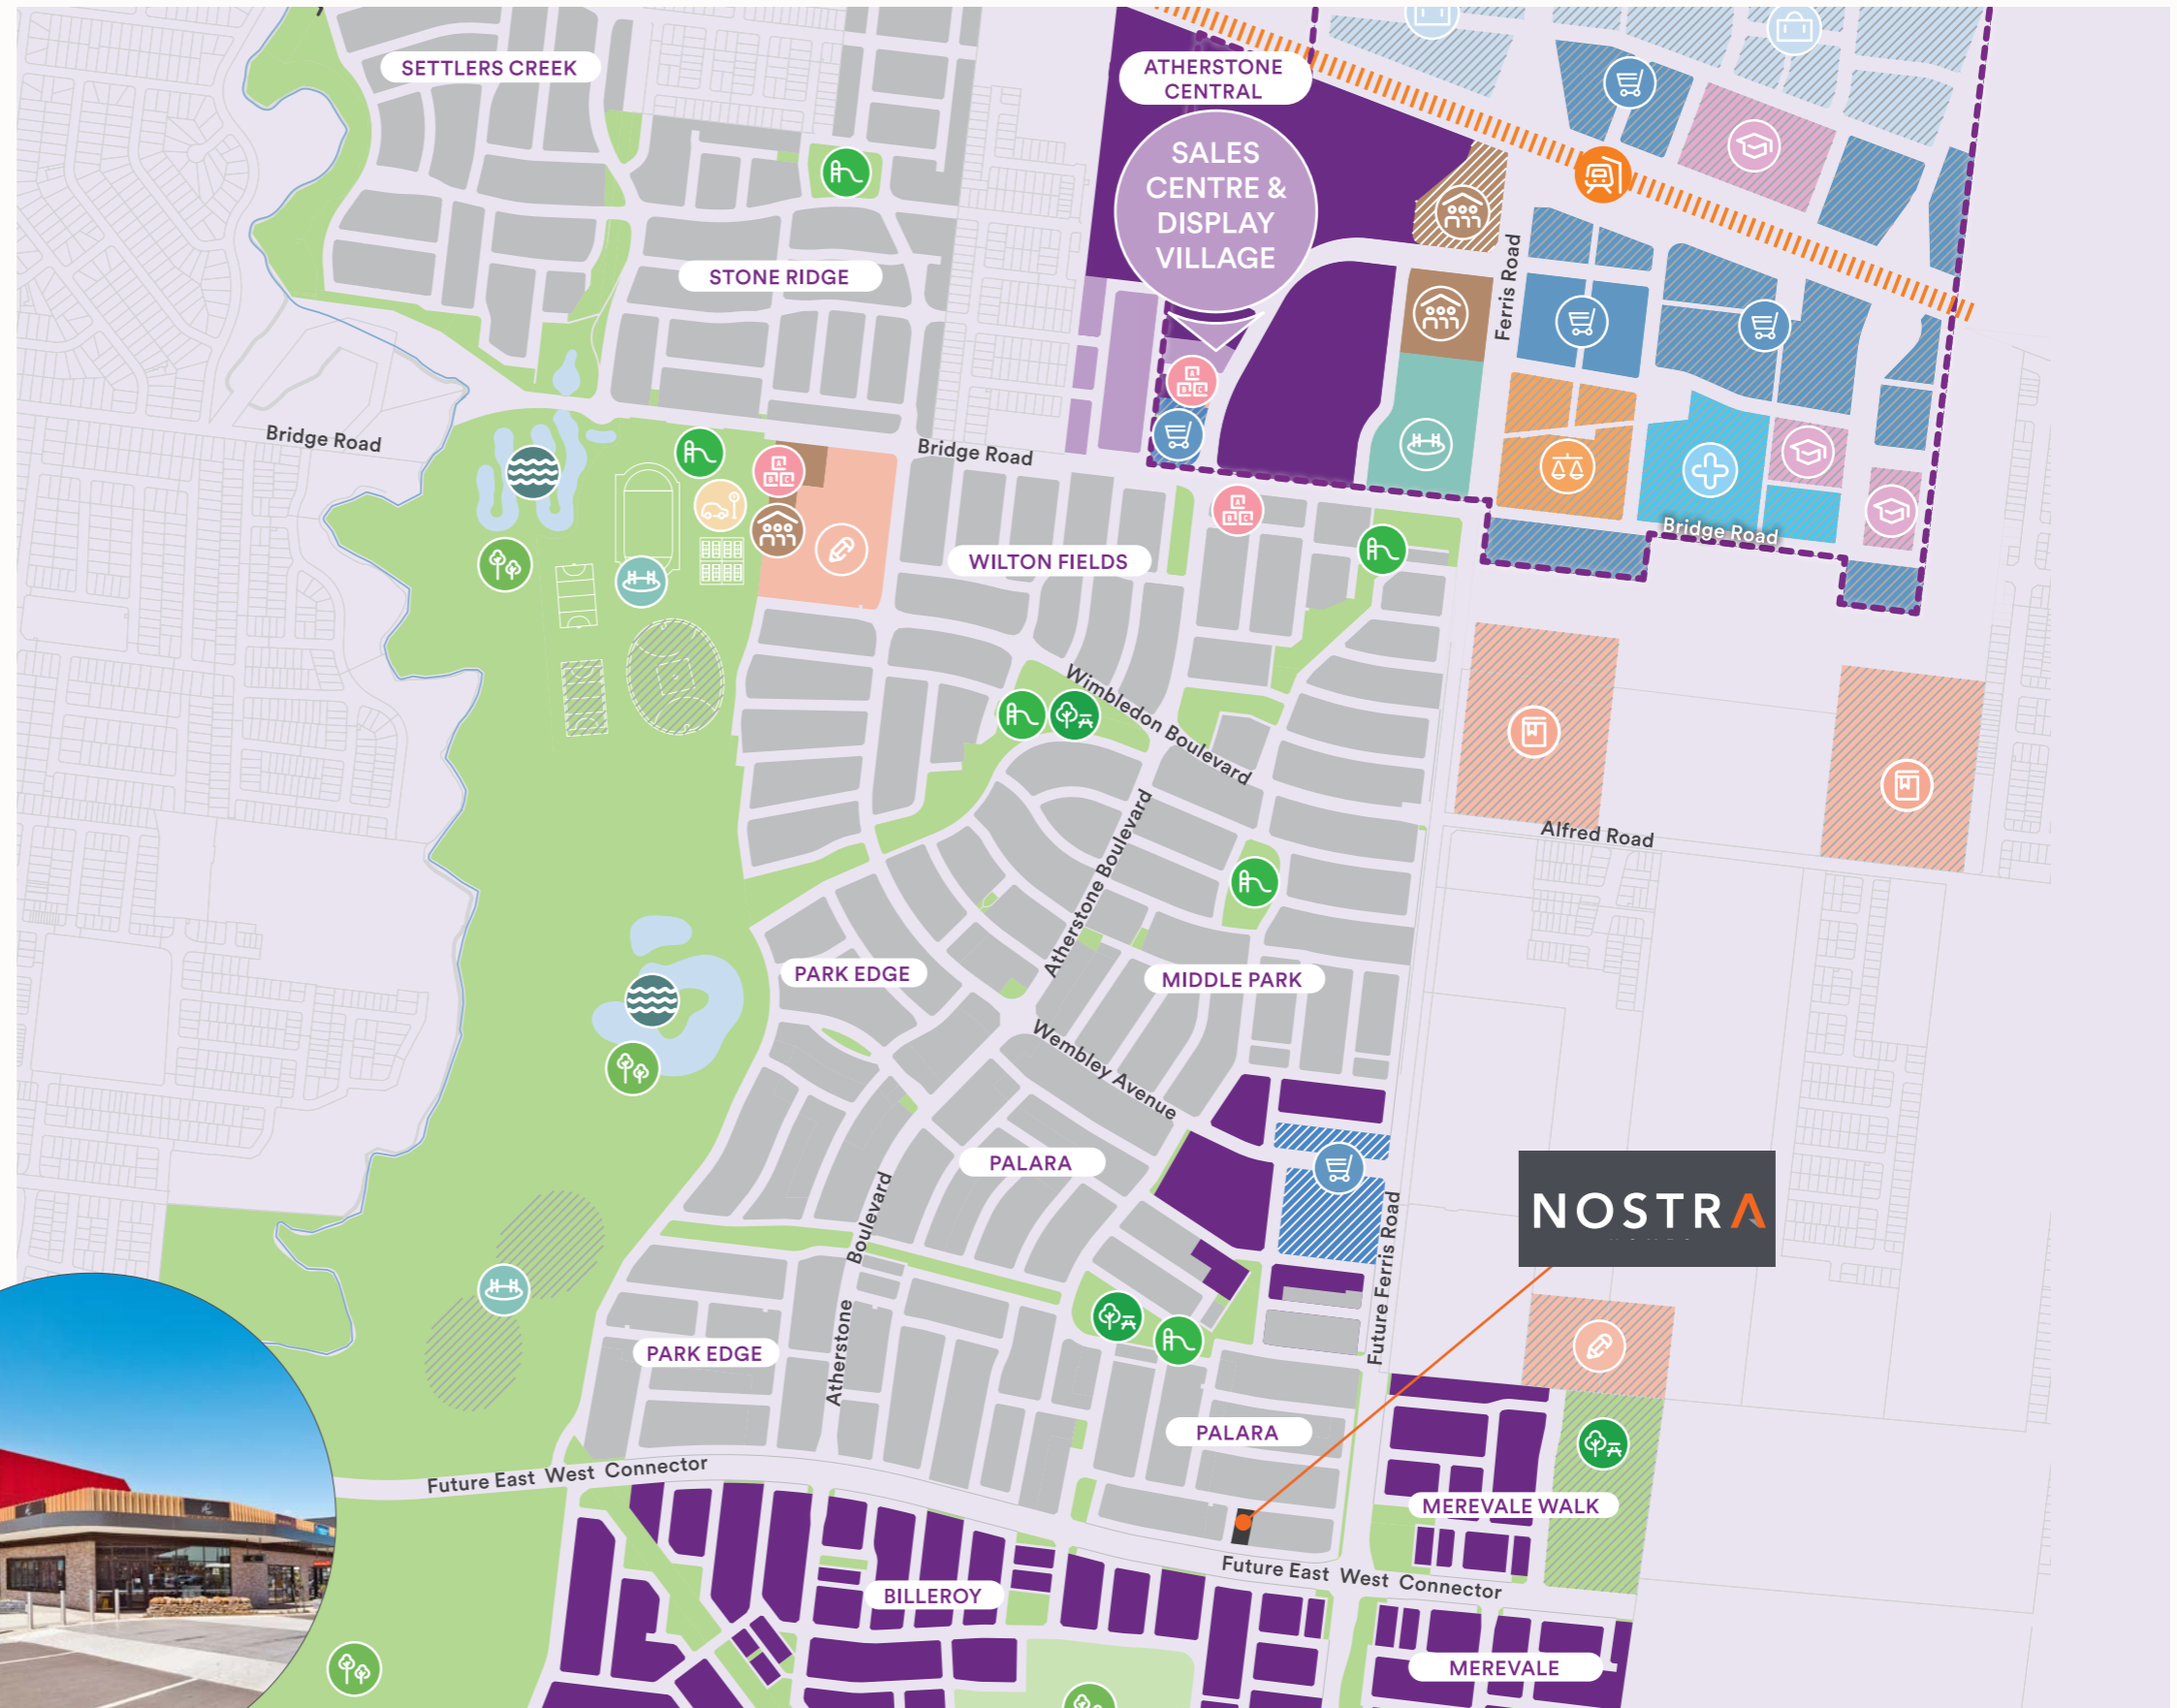 SETTLERS CREEK
ATHERSTONE
CENTRAL
SALES
CENTRE &
DISPLAY
VILLAGE
STONE RIDGE
Ferris Road
Bridge Road
Bridge Road
Bridge Road
WILTON FIELDS
Wimbledon Boulevard
Alfred Road
Atherstone Boulevard
PARK EDGE
MIDDLE PARK
Wembley Avenue
PALARA
NOSTRA
Atherstone Boulevard
Future Ferris Road
PARK EDGE
PALARA
Future East West Connector
MEREVALE WALK
Future East West Connector
BILLEROY
MEREVALE